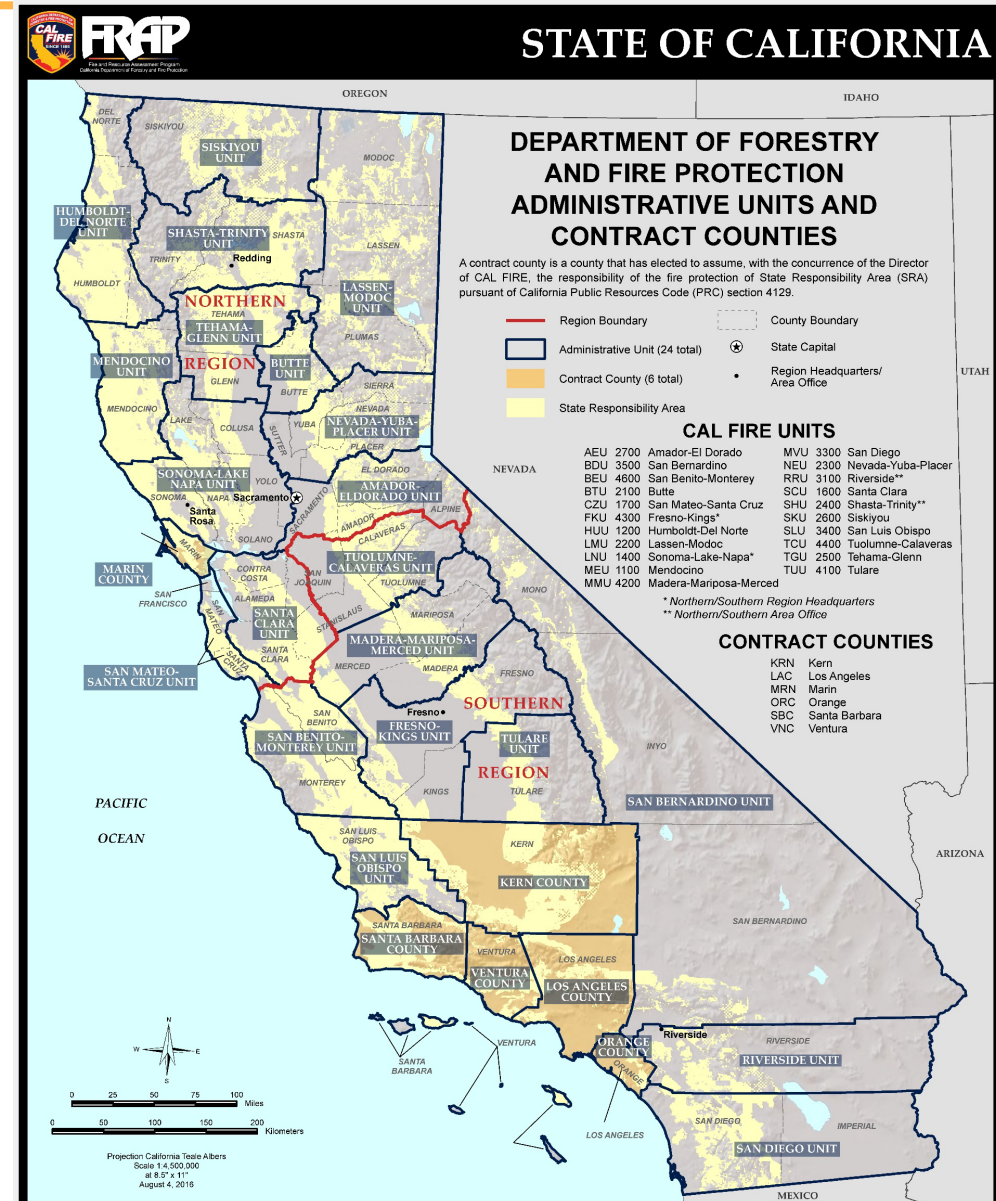 CAL
FIRE
SINCE 1885
FRAP
Fire and Resource Assessment Program
California Department of Forestry and Fire Protection
STATE OF CALIFORNIA
OREGON
IDAHO
DEPARTMENT OF FORESTRY
AND FIRE PROTECTION
ADMINISTRATIVE UNITS AND
CONTRACT COUNTIES
A contract county is a county that has elected to assume, with the concurrence of the Director
of CAL FIRE, the responsibility of the fire protection of State Responsibility Area (SRA)
pursuant of California Public Resources Code (PRC) section 4129.
Region Boundary
County Boundary
Administrative Unit (24 total)
State Capital
Contract County (6 total)
Region Headquarters/
Area Office
State Responsibility Area
UTAH
CAL FIRE UNITS
AEU 2700 Amador-El Dorado
BDU 3500 San Bernardino
BEU 4600 San Benito-Monterey
BTU 2100 Butte
CZU 1700 San Mateo-Santa Cruz
FKU 4300 Fresno-Kings*
HUU 1200 Humboldt-Del Norte
LMU 2200 Lassen-Modoc
LNU 1400 Sonoma-Lake-Napa*
MEU 1100 Mendocino
MMU 4200 Madera-Mariposa-Merced
MVU 3300 San Diego
NEU 2300 Nevada-Yuba-Placer
RRU 3100 Riverside**
SCU 1600 Santa Clara
SHU 2400 Shasta-Trinity**
SKU 2600 Siskiyou
SLU 3400 San Luis Obispo
TCU 4400 Tuolumne-Calaveras
TGU 2500 Tehama-Glenn
TUU 4100 Tulare
* Northern/Southern Region Headquarters
** Northern/Southern Area Office
CONTRACT COUNTIES
KRN Kern
LAC Los Angeles
MRN Marin
ORC Orange
SBC Santa Barbara
VNC Ventura
DEL
NORTE
SISKIYOU
SISKIYOU
UNIT
MODOC
HUMBOLDT-
DEL NORTE
UNIT
SHASTA-TRINITY
UNIT
SHASTA
LASSEN
TRINITY
Redding
HUMBOLDT
NORTHERN
TEHAMA
LASSEN-
MODOC
UNIT
TEHAMA-
GLENN UNIT
PLUMAS
MENDOCINO
UNIT
REGION
BUTTE
UNIT
GLENN
BUTTE
SIERRA
MENDOCINO
LAKE
COLUSA
SUTTER
YUBA
NEVADA
NEVADA-YUBA-
PLACER UNIT
PLACER
NEVADA
SONOMA-LAKE
NAPA UNIT
YOLO
EL DORADO
AMADOR-
ELDORADO UNIT
SONOMA
NAPA
Sacramento
SACRAMENTO
Santa
Rosa
ALPINE
AMADOR
SOLANO
CALAVERAS
MARIN
TUOLUMNE-
CALAVERAS UNIT
MARIN
COUNTY
CONTRA
COSTA
SAN
JOAQUIN
TUOLUMNE
SAN
FRANCISCO
ALAMEDA
MONO
SAN
MATEO
SANTA
CLARA
UNIT
STANISLAUS
MARIPOSA
MADERA-MARIPOSA-
MERCED UNIT
SANTA
CLARA
SANTA
CRUZ
MERCED
MADERA
FRESNO
SAN MATEO-
SANTA CRUZ UNIT
SOUTHERN
Fresno
SAN
BENITO
FRESNO-
KINGS UNIT
SAN BENITO-
MONTEREY UNIT
TULARE
UNIT
INYO
REGION
MONTEREY
KINGS
TULARE
SAN BERNARDINO UNIT
PACIFIC
OCEAN
SAN LUIS
OBISPO
KERN
ARIZONA
SAN LUIS
OBISPO
UNIT
KERN COUNTY
SAN BERNARDINO
SANTA BARBARA
SANTA BARBARA
COUNTY
VENTURA
LOS ANGELES
VENTURA
COUNTY
LOS ANGELES
COUNTY
N
W
E
S
SANTA
BARBARA
VENTURA
ORANGE
COUNTY
ORANGE
Riverside
RIVERSIDE
RIVERSIDE UNIT
0 25 50 75 100
Miles
0 50 100 150 200
Kilometers
LOS ANGELES
SAN DIEGO
IMPERIAL
SAN DIEGO UNIT
Projection California Teale Albers
Scale 1:4,500,000
at 8.5" x 11"
August 4, 2016
MEXICO